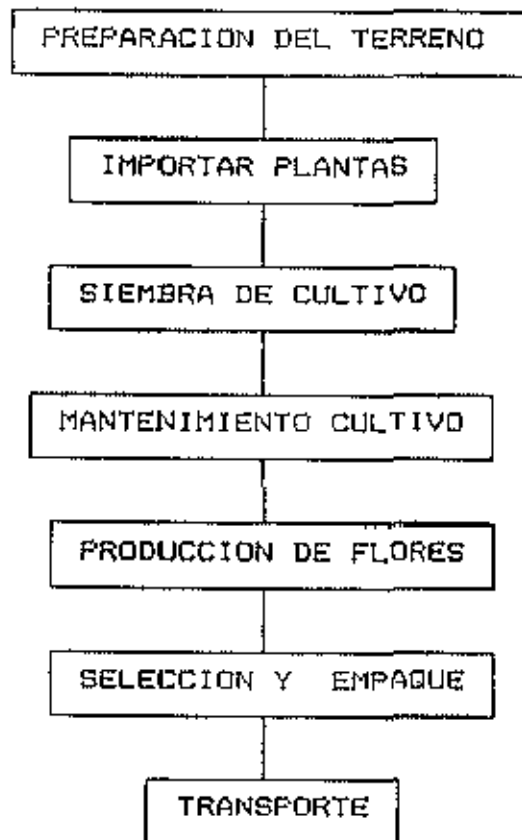 PREPARACION DEL TERRENO
IMPORTAR PLANTAS
SIEMBRA DE CULTIVO
MANTENIMIENTO CULTIVO
PRODUCCION DE FLORES
SELECCION Y EMPAQUE
TRANSPORTE